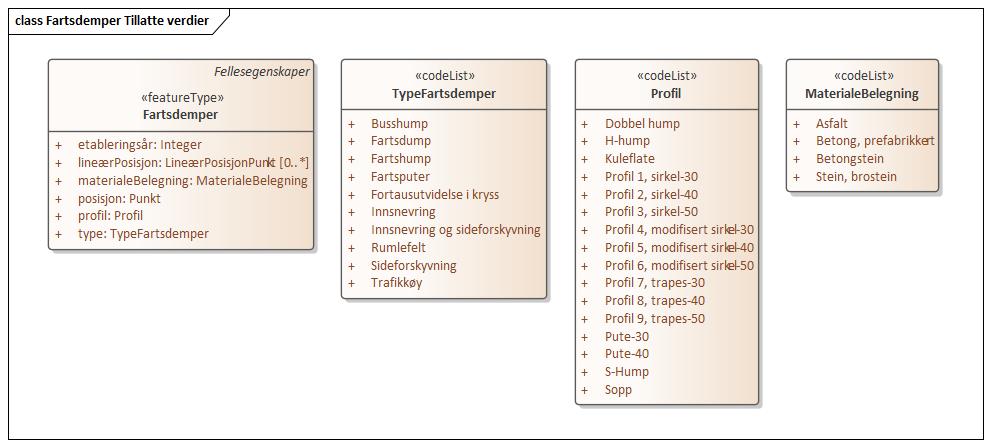 class Fartsdemper Tillatte verdier
Fellesegenskaper
«featureType»
Fartsdemper
+ etableringsår: Integer
+ lineærPosisjon: LineærPosisjonPunkt [0..*]
+ materialeBelegning: MaterialeBelegning
+ posisjon: Punkt
+ profil: Profil
+ type: TypeFartsdemper
«codeList»
TypeFartsdemper
+ Busshump
+ Fartsdump
+ Fartshump
+ Fartsputer
+ Fortausutvidelse i kryss
+ Innsnevring
+ Innsnevring og sideforskyvning
+ Rumlefelt
+ Sideforskyvning
+ Trafikkøy
«codeList»
Profil
+ Dobbel hump
+ H-hump
+ Kuleflate
+ Profil 1, sirkel-30
+ Profil 2, sirkel-40
+ Profil 3, sirkel-50
+ Profil 4, modifisert sirkel-30
+ Profil 5, modifisert sirkel-40
+ Profil 6, modifisert sirkel-50
+ Profil 7, trapes-30
+ Profil 8, trapes-40
+ Profil 9, trapes-50
+ Pute-30
+ Pute-40
+ S-Hump
+ Sopp
«codeList»
MaterialeBelegning
+ Asfalt
+ Betong, prefabrikkert
+ Betongstein
+ Stein, brostein